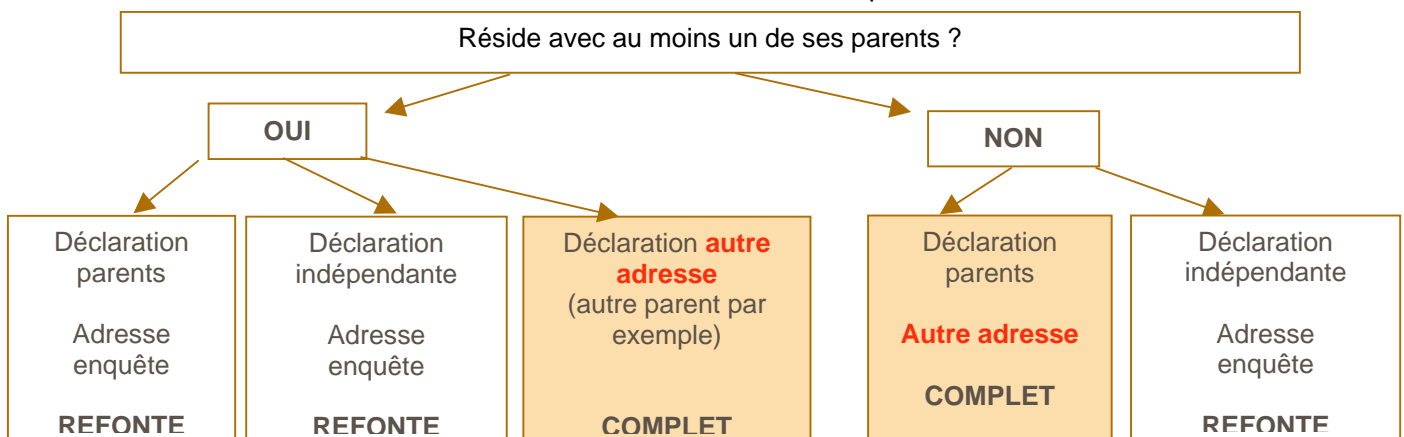 Réside avec au moins un de ses parents ?
OUI
NON
Déclaration
parents
Adresse
enquête
REFONTE
Déclaration
indépendante
Adresse
enquête
REFONTE
Déclaration autre
adresse
(autre parent par
exemple)
COMPLET
Déclaration
parents
Autre adresse
COMPLET
Déclaration
indépendante
Adresse
enquête
REFONTE